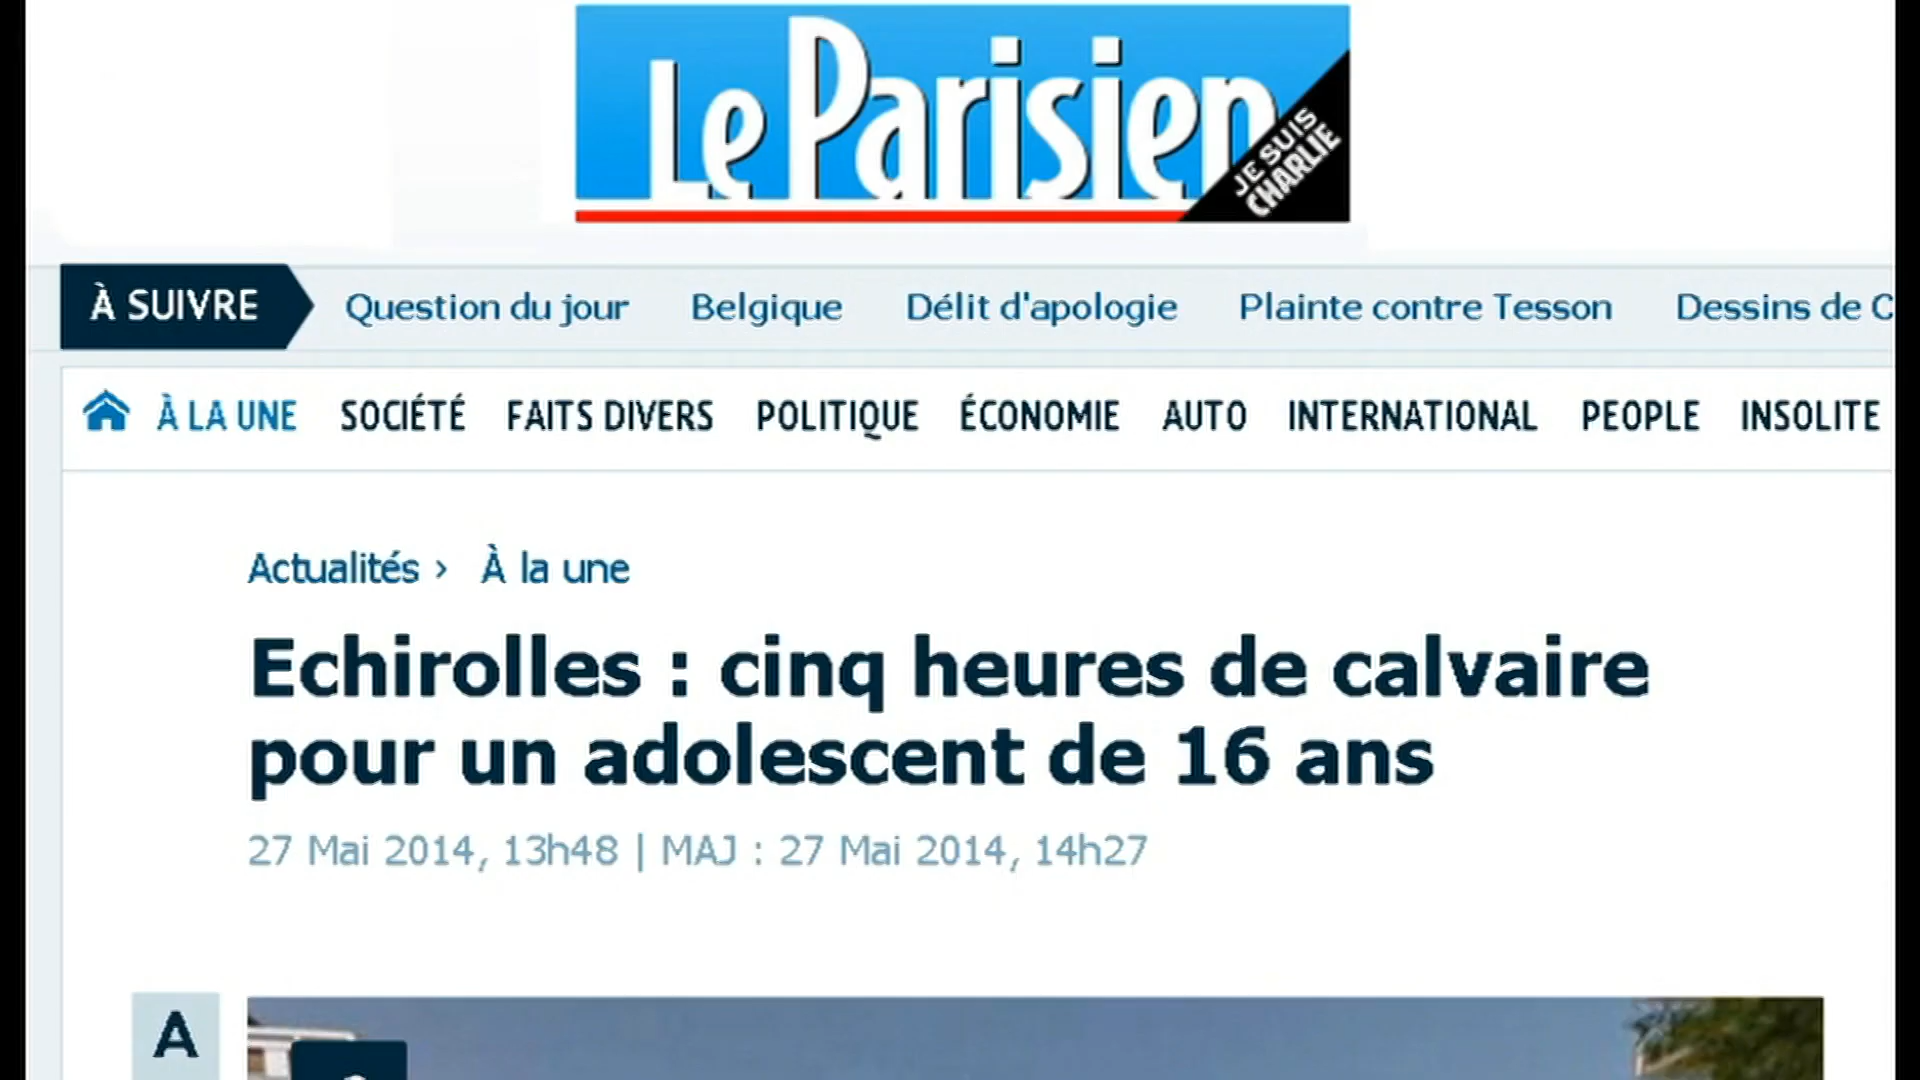 Le Parisien
JE SUIS
CHARLIE
À SUIVRE Question du jour Belgique Délit d'apologie Plainte contre Tesson Dessins de C
À LA UNE SOCIÉTÉ FAITS DIVERS POLITIQUE ÉCONOMIE AUTO INTERNATIONAL PEOPLE INSOLITE
Actualités › À la une
Echirolles : cinq heures de calvaire
pour un adolescent de 16 ans
27 Mai 2014, 13h48 | MAJ : 27 Mai 2014, 14h27
A